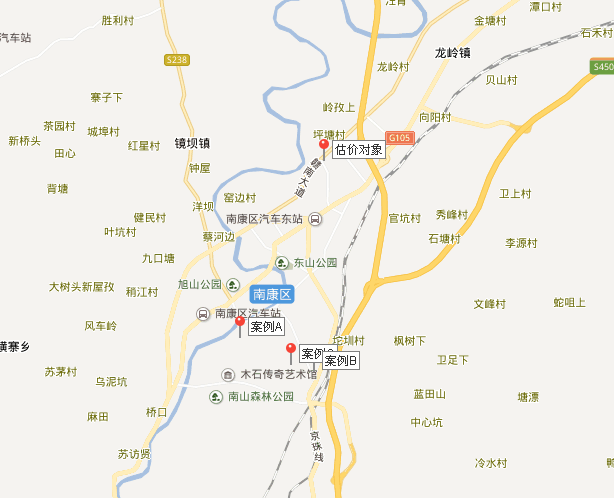 汪背
潭口村
胜利村
金塘村
石禾村
汽车站
龙岭镇
S238
龙岭村
S450
贝山村
寨子下
岭孜上
向阳村
茶园村
城埠村
坪塘村
G105
新桥头
红星村
镜坝镇
估价对象
田心
钟屋
赣南大道
背塘
窑边村
卫上村
洋坝
健民村
南康区汽车东站
官坑村
秀峰村
叶坑村
蔡河边
石塘村
李源村
九口塘
东山公园
大树头新屋孜
稍江村
旭山公园
南康区
文峰村
蛇咀上
风车岭
南康区汽车站
案例A
坨圳村
枫树下
横寨乡
案例C
案例B
卫足下
苏茅村
乌泥坑
木石传奇艺术馆
南山森林公园
蓝田山
塘漂
麻田
桥口
中心坑
京珠线
苏访贤
冷水村